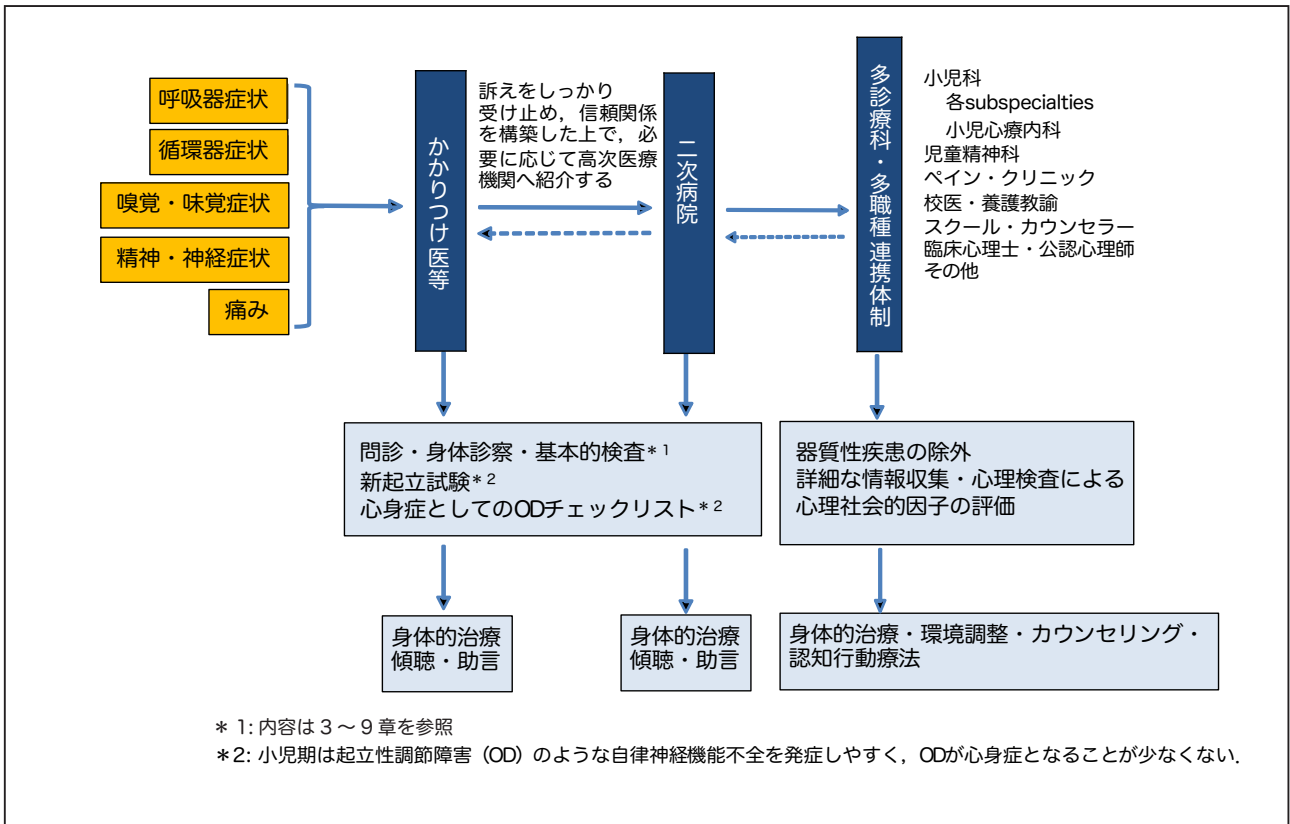 呼吸器症状
循環器症状
嗅覚・味覚症状
精神・神経症状
痛み
かかりつけ医等
訴えをしっかり
受け止め，信頼関係
を構築した上で，必
要に応じて高次医療
機関へ紹介する
二次病院
多診療科・多職種連携体制
小児科
各subspecialties
小児心療内科
児童精神科
ペイン・クリニック
校医・養護教諭
スクール・カウンセラー
臨床心理士・公認心理師
その他
問診・身体診察・基本的検査＊1
新起立試験＊2
心身症としてのODチェックリスト＊2
器質性疾患の除外
詳細な情報収集・心理検査による
心理社会的因子の評価
身体的治療
傾聴・助言
身体的治療
傾聴・助言
身体的治療・環境調整・カウンセリング・
認知行動療法
＊ 1: 内容は 3 ～ 9 章を参照
＊2: 小児期は起立性調節障害（OD）のような自律神経機能不全を発症しやすく，ODが心身症となることが少なくない．